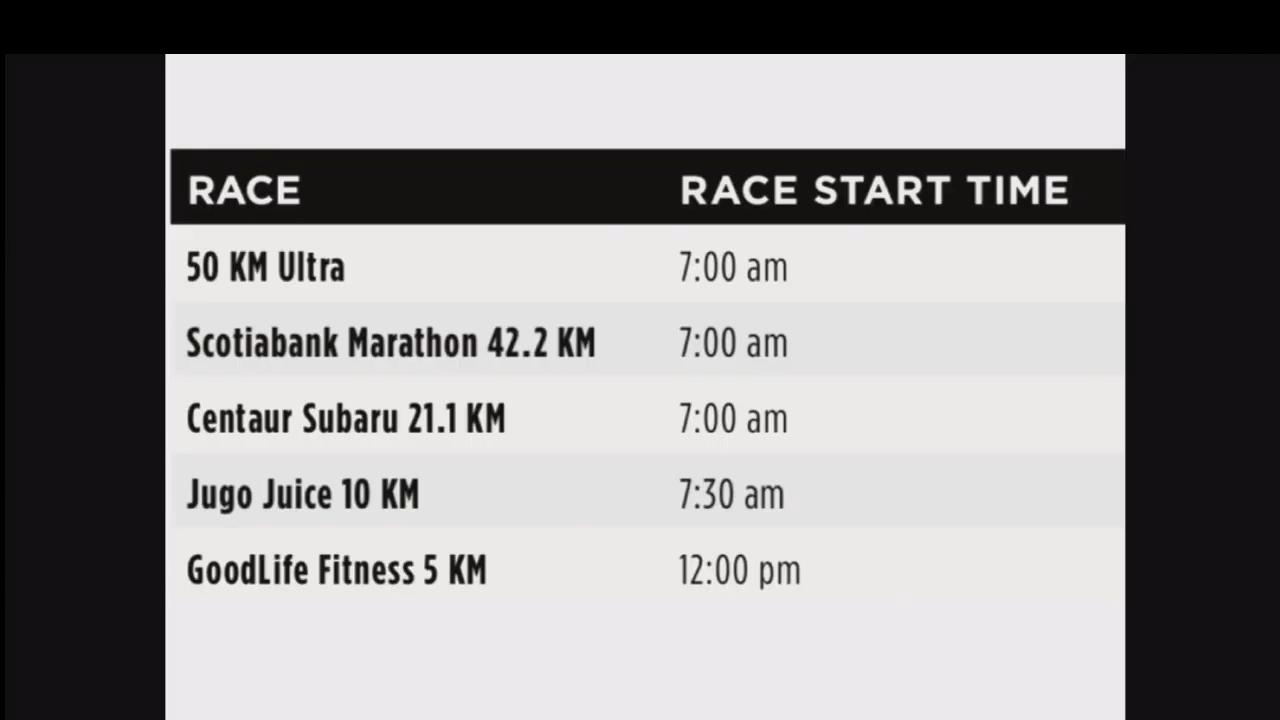 RACE RACE START TIME
50 KM Ultra 7:00 am
Scotiabank Marathon 42.2 KM 7:00 am
Centaur Subaru 21.1 KM 7:00 am
Jugo Juice 10 KM 7:30 am
GoodLife Fitness 5 KM 12:00 pm